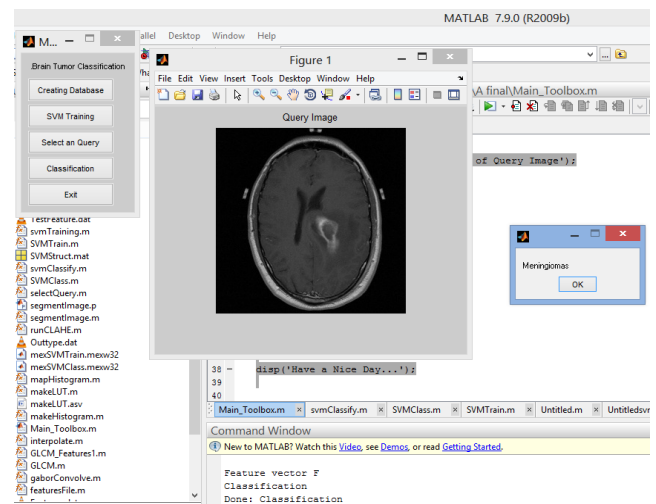 MATLAB 7.9.0 (R2009b)
M...
allel Desktop Window Help
.Brain Tumor Classification
Creating Database
SVM Training
Select an Query
Classification
Exit
Figure 1
File Edit View Insert Tools Desktop Window Help
Query Image
\A final\Main_Toolbox.m
of Query Image');
Meningiomas
OK
TestFeature.dat
svmTraining.m
SVMTrain.m
SVMStruct.mat
svmClassify.m
SVMClass.m
selectQuery.m
segmentImage.p
segmentImage.m
runCLAHE.m
Outtype.dat
mexSVMTrain.mexw32
mexSVMClass.mexw32
mapHistogram.m
makeLUT.m
makeLUT.asv
makeHistogram.m
Main_Toolbox.m
interpolate.m
GLCM_Features1.m
GLCM.m
gaborConvolve.m
featuresFile.m
38 - disp('Have a Nice Day...');
39
40
Main_Toolbox.m × svmClassify.m × SVMClass.m × SVMTrain.m × Untitled.m × Untitledsvr
Command Window
New to MATLAB? Watch this Video, see Demos, or read Getting Started.
Feature vector F
Classification
Done: Classification